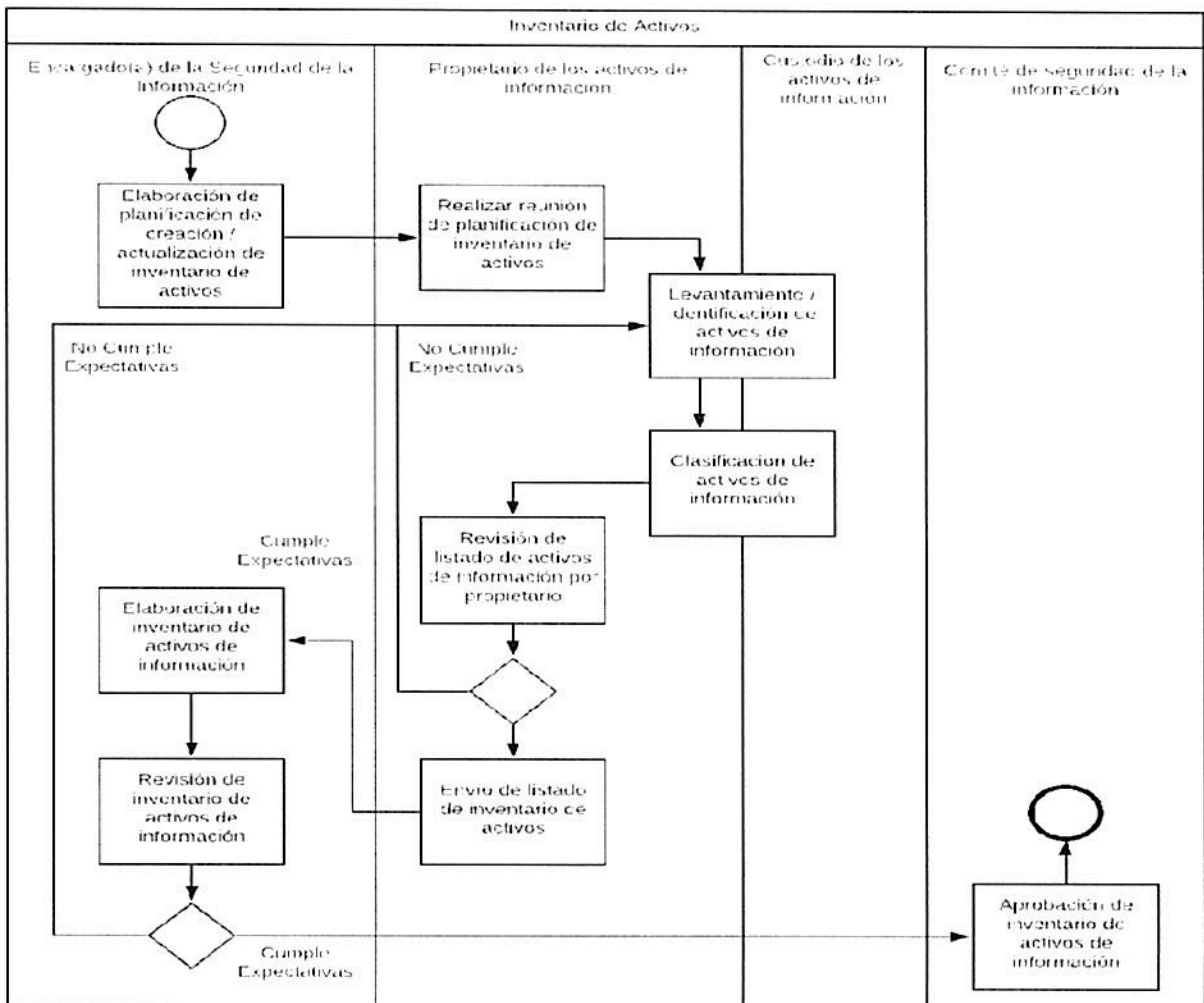 Inventario de Activos
Encargado(a) de la Seguridad de la
Información
Propietario de los activos de
información
Custodio de los
activos de
información
Comité de seguridad de la
información
Elaboración de
planificación de
creación /
actualización de
inventario de
activos
Realizar reunión
de planificación de
inventario de
activos
Levantamiento /
identificación de
activos de
información
No Cumple
Expectativas
No Cumple
Expectativas
Clasificación de
activos de
información
Revisión de
listado de activos
de información por
propietario
Cumple
Expectativas
Elaboración de
inventario de
activos de
información
Revisión de
inventario de
activos de
información
Envío de listado
de inventario de
activos
Aprobación de
inventario de
activos de
información
Cumple
Expectativas